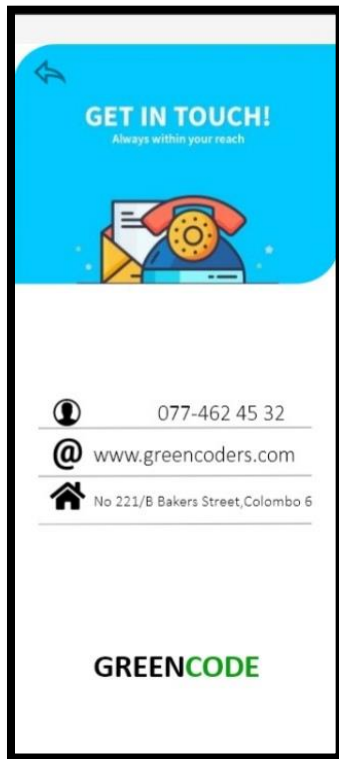 GET IN TOUCH!
Always within your reach
077-462 45 32
@ www.greencoders.com
No 221/B Bakers Street,Colombo 6
GREENCODE